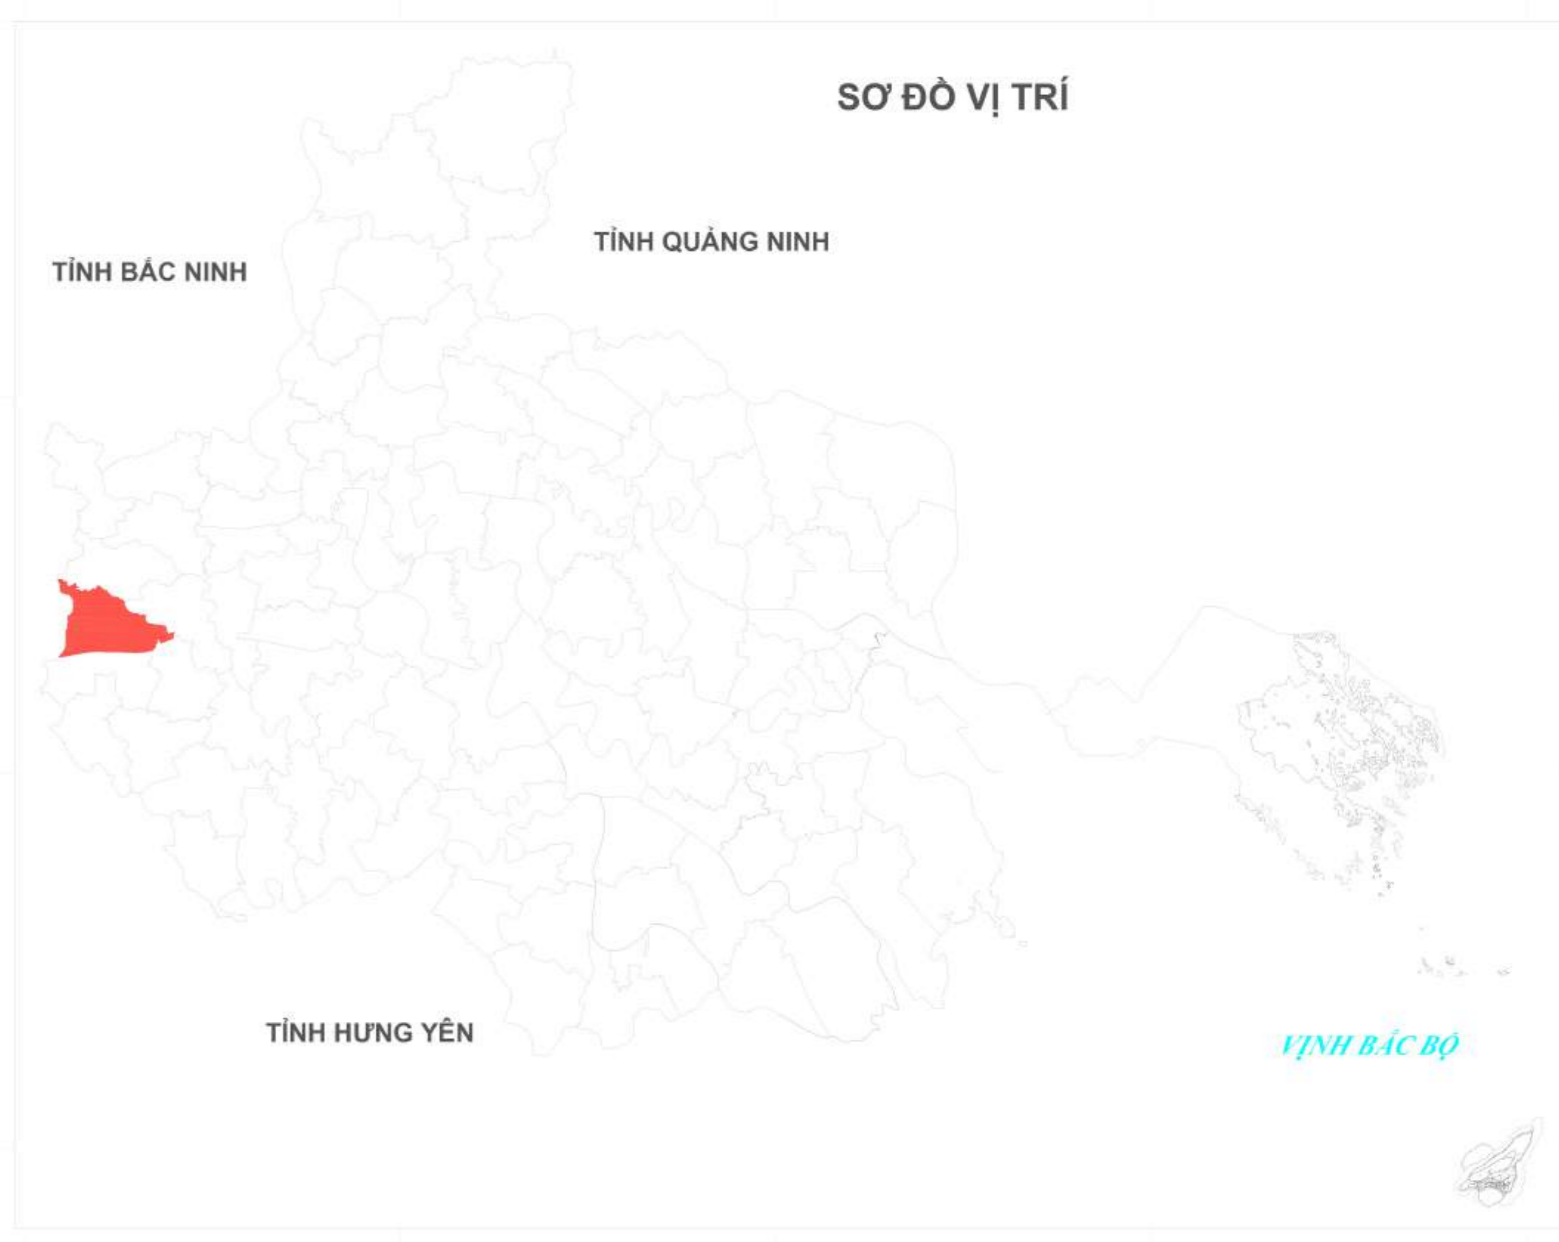 SƠ ĐỒ VỊ TRÍ
TỈNH QUẢNG NINH
TỈNH BẮC NINH
TỈNH HƯNG YÊN
VỊNH BẮC BỘ